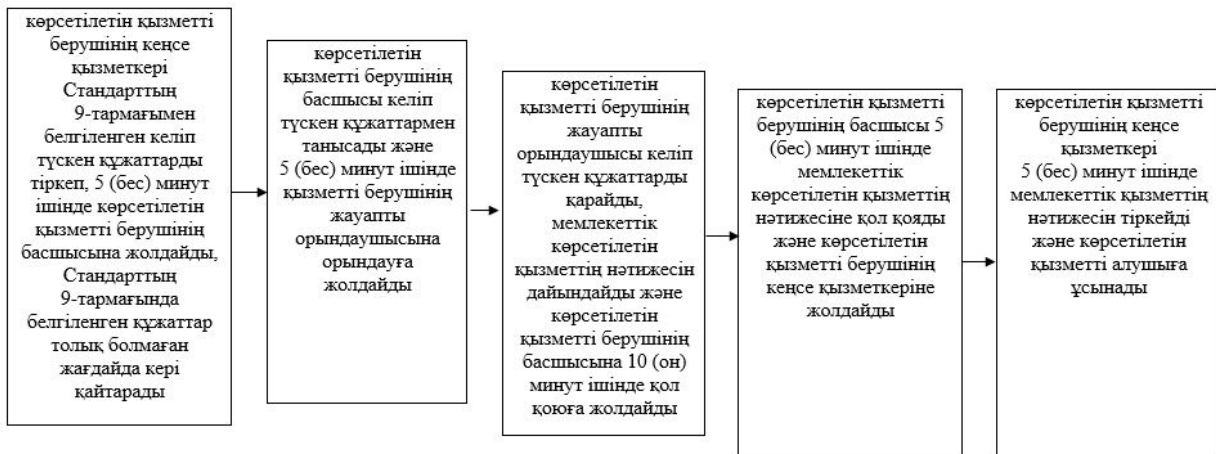 көрсетілетін қызметті
берушінің кеңсе
қызметкері
Стандарттың
9-тармағымен
белгіленген келіп
түскен құжаттарды
тіркеп, 5 (бес) минут
ішінде көрсетілетін
қызметті берушінің
басшысына жолдайды,
Стандарттың
9-тармағында
белгіленген құжаттар
толық болмаған
жағдайда кері
қайтарады
көрсетілетін
қызметті берушінің
басшысы келіп
түскен құжаттармен
танысады және
5 (бес) минут ішінде
қызметті берушінің
жауапты
орындаушысына
орындауға
жолдайды
көрсетілетін
қызметті берушінің
жауапты
орындаушысы келіп
түскен құжаттарды
қарайды,
мемлекеттік
көрсетілетін
қызметтің нәтижесін
дайындайды және
көрсетілетін
қызметті берушінің
басшысына 10 (он)
минут ішінде қол
қоюға жолдайды
көрсетілетін қызметті
берушінің басшысы 5
(бес) минут ішінде
мемлекеттік
көрсетілетін қызметтің
нәтижесіне қол қояды
және көрсетілетін
қызметті берушінің
кеңсе қызметкеріне
жолдайды
көрсетілетін қызметті
берушінің кеңсе
қызметкері
5 (бес) минут ішінде
мемлекеттік қызметтің
нәтижесін тіркейді
және көрсетілетін
қызметті алушыға
ұсынады